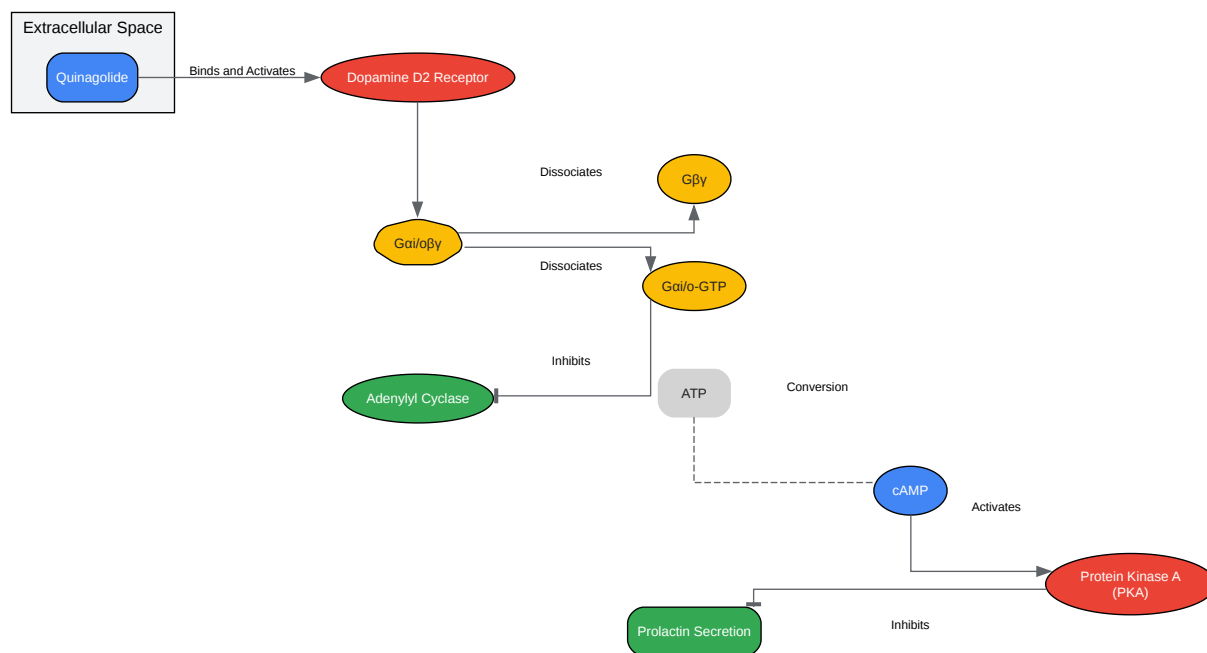 Extracellular Space
Quinagolide
Binds and Activates
Dopamine D2 Receptor
Dissociates
Gβγ
Gαi/oβγ
Dissociates
Gαi/o-GTP
Inhibits
Adenylyl Cyclase
ATP
Conversion
cAMP
Activates
Protein Kinase A
(PKA)
Inhibits
Prolactin Secretion